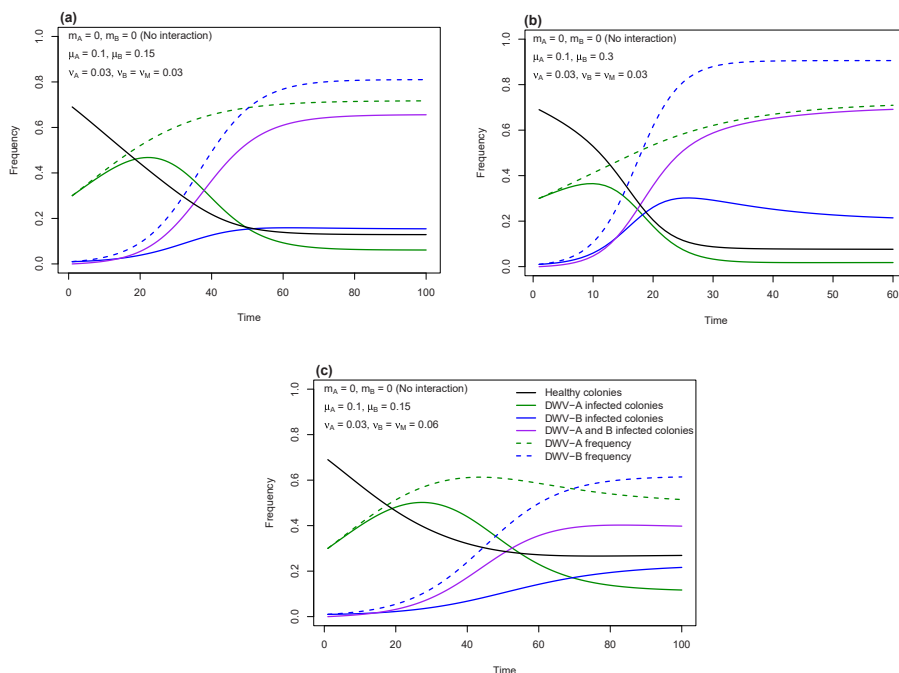 (a)
m_A = 0, m_B = 0 (No interaction)
μ_A = 0.1, μ_B = 0.15
ν_A = 0.03, ν_B = ν_M = 0.03
Frequency
1.0
0.8
0.6
0.4
0.2
0.0
0 20 40 60 80 100
Time
(b)
m_A = 0, m_B = 0 (No interaction)
μ_A = 0.1, μ_B = 0.3
ν_A = 0.03, ν_B = ν_M = 0.03
Frequency
1.0
0.8
0.6
0.4
0.2
0.0
0 10 20 30 40 50 60
Time
(c)
m_A = 0, m_B = 0 (No interaction)
μ_A = 0.1, μ_B = 0.15
ν_A = 0.03, ν_B = ν_M = 0.06
Healthy colonies
DWV−A infected colonies
DWV−B infected colonies
DWV−A and B infected colonies
DWV−A frequency
DWV−B frequency
Frequency
1.0
0.8
0.6
0.4
0.2
0.0
0 20 40 60 80 100
Time